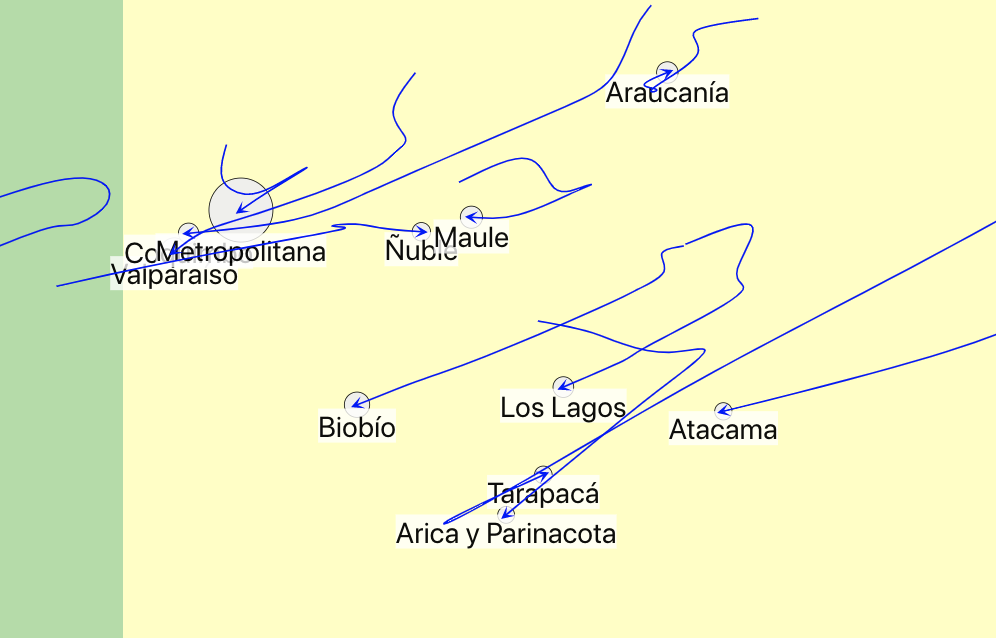 Araucanía
Metropolitana
Maule
Ñuble
Valparaíso
Los Lagos
Biobío
Atacama
Tarapacá
Arica y Parinacota